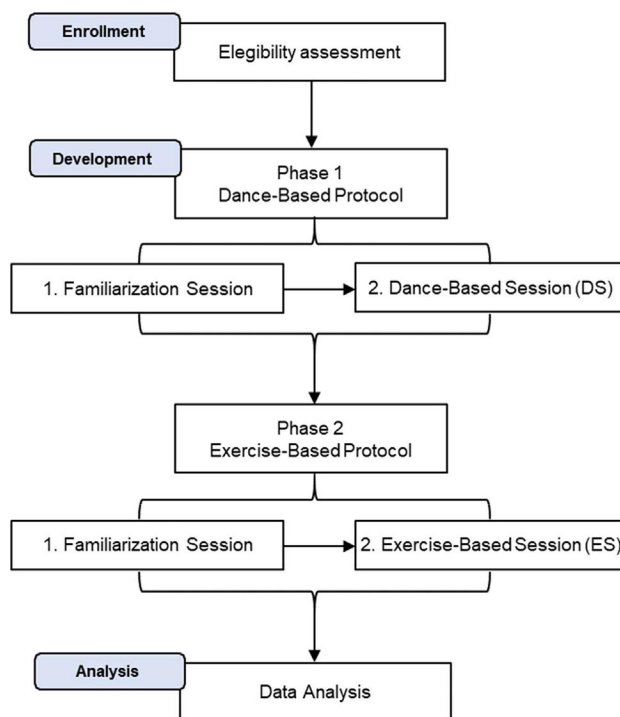 Enrollment
Elegibility assessment
Development
Phase 1
Dance-Based Protocol
1. Familiarization Session
2. Dance-Based Session (DS)
Phase 2
Exercise-Based Protocol
1. Familiarization Session
2. Exercise-Based Session (ES)
Analysis
Data Analysis